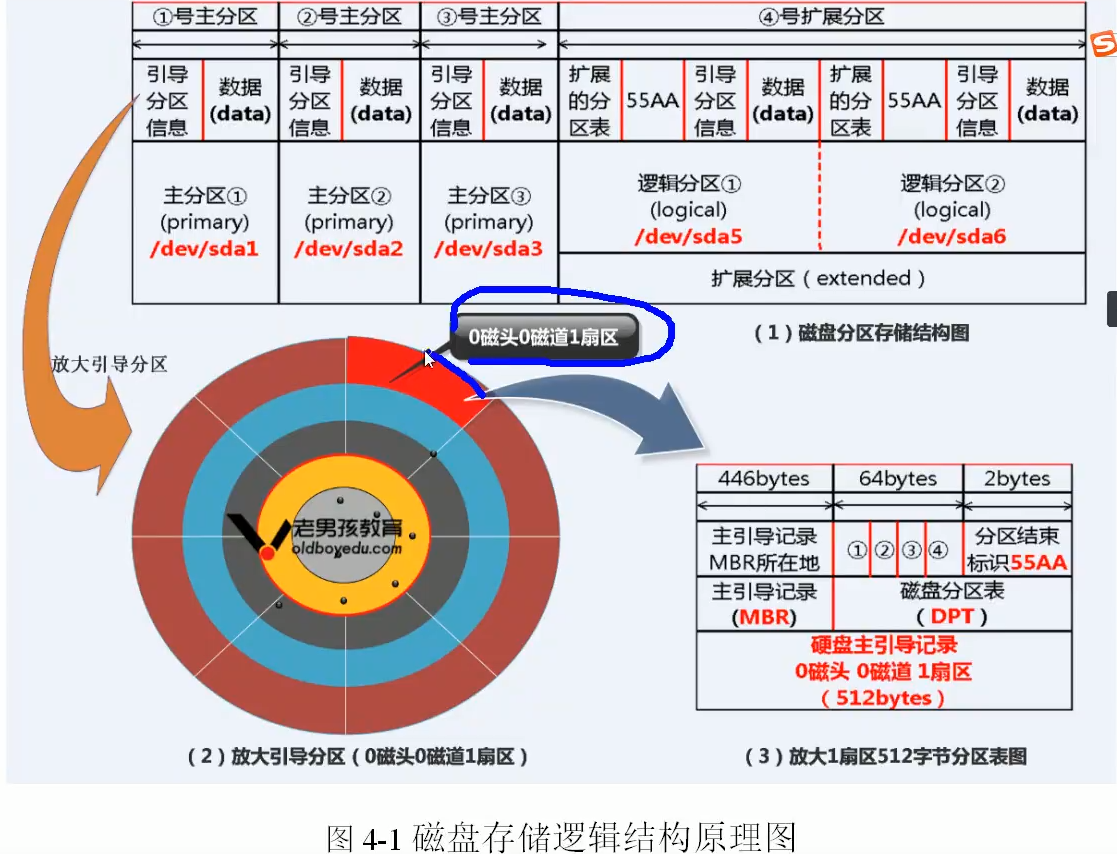 ①号主分区 ②号主分区 ③号主分区 ④号扩展分区
引导分区信息 数据(data) 引导分区信息 数据(data) 引导分区信息 数据(data) 扩展的分区表 55AA 引导分区信息 数据(data) 扩展的分区表 55AA 引导分区信息 数据(data)
主分区①
(primary)
/dev/sda1
主分区②
(primary)
/dev/sda2
主分区③
(primary)
/dev/sda3
逻辑分区①
(logical)
/dev/sda5
逻辑分区②
(logical)
/dev/sda6
扩展分区（extended）
（1）磁盘分区存储结构图
0磁头0磁道1扇区
放大引导分区
老男孩教育
oldboyedu.com
446bytes 64bytes 2bytes
主引导记录
MBR所在地
① ② ③ ④
分区结束
标识55AA
主引导记录
(MBR)
磁盘分区表
（DPT）
硬盘主引导记录
0磁头 0磁道 1扇区
（512bytes）
（2）放大引导分区（0磁头0磁道1扇区）
（3）放大1扇区512字节分区表图
图 4-1 磁盘存储逻辑结构原理图
S